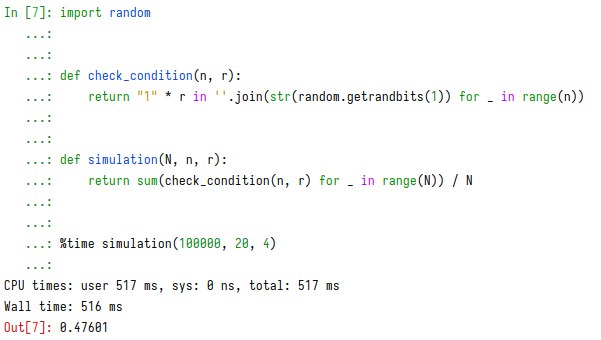 In [7]: import random
   ...:
   ...:
   ...: def check_condition(n, r):
   ...:     return "1" * r in ''.join(str(random.getrandbits(1)) for _ in range(n))
   ...:
   ...:
   ...: def simulation(N, n, r):
   ...:     return sum(check_condition(n, r) for _ in range(N)) / N
   ...:
   ...:
   ...: %time simulation(100000, 20, 4)
   ...:
CPU times: user 517 ms, sys: 0 ns, total: 517 ms
Wall time: 516 ms
Out[7]: 0.47601